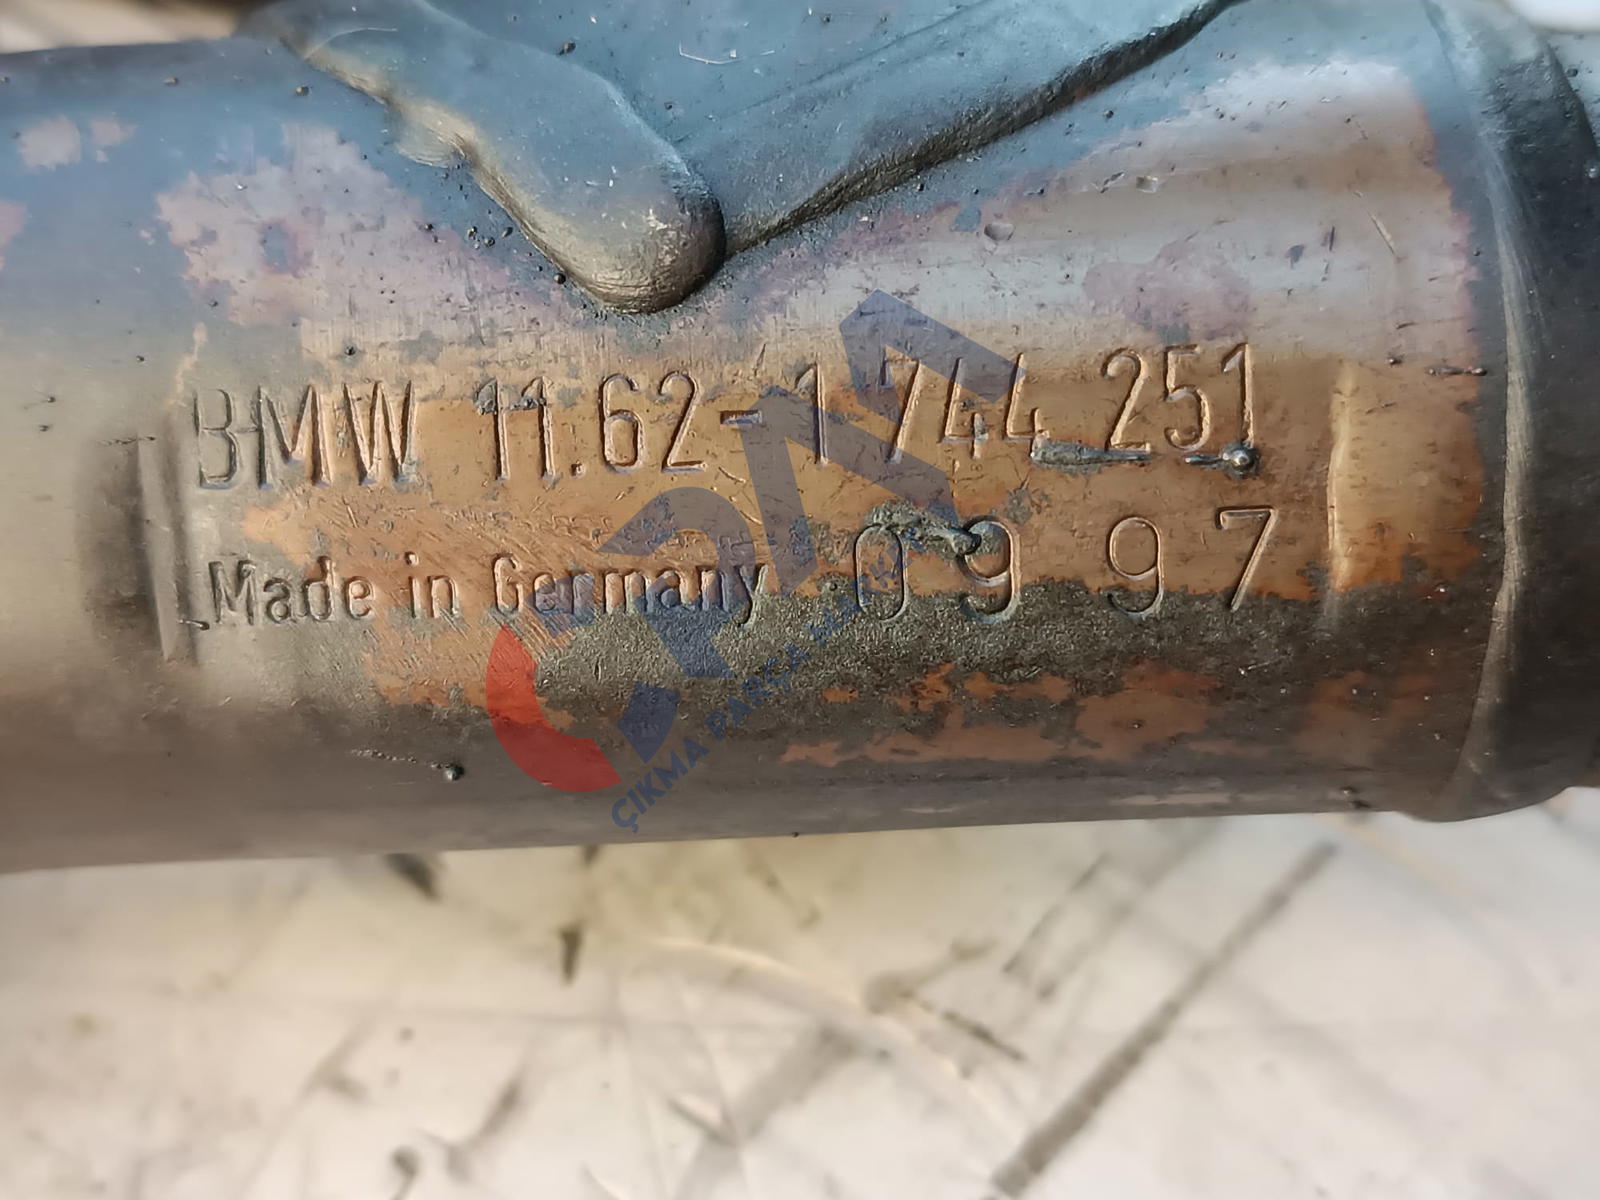 BMW 11.62-1 744 251
Made in Germany 09 97
ÇIKMA PARÇA